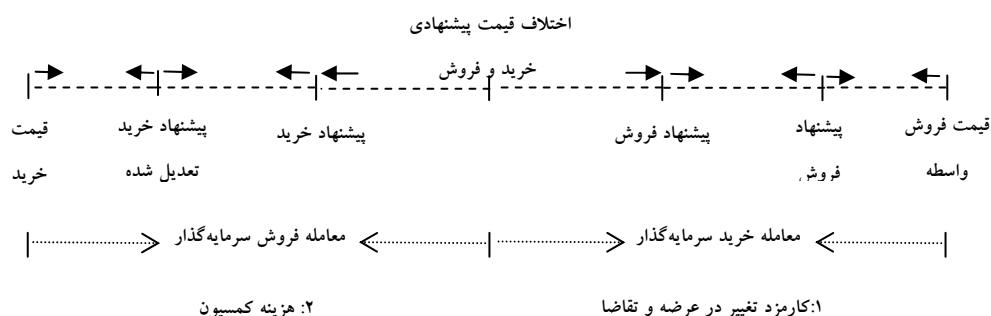 اختلاف قیمت پیشنهادی
خرید و فروش
قیمت فروش
واسطه
پیشنهاد
فروش
پیشنهاد فروش
پیشنهاد خرید
پیشنهاد خرید
تعدیل شده
قیمت
خرید
معامله خرید سرمایه‌گذار
معامله فروش سرمایه‌گذار
۱:کارمزد تغییر در عرضه و تقاضا
۲: هزینه کمسیون